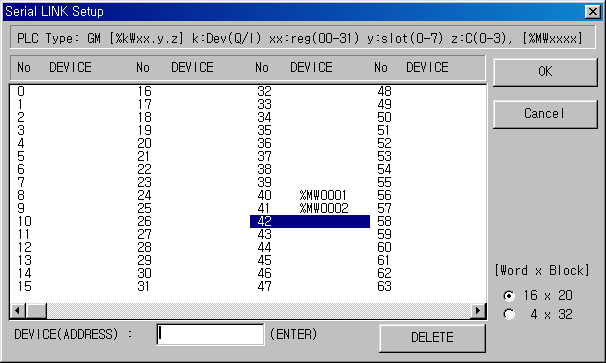 Serial LINK Setup
PLC Type: GM [%kWxx.y.z] k:Dev(Q/I) xx:reg(00-31) y:slot(0-7) z:C(0-3), [%MWxxxx]
No DEVICE No DEVICE No DEVICE No DEVICE
OK
0 16 32 48
1 17 33 49
Cancel
2 18 34 50
3 19 35 51
4 20 36 52
5 21 37 53
6 22 38 54
7 23 39 55
8 24 40 %MW0001 56
9 25 41 %MW0002 57
10 26 42 58
11 27 43 59
12 28 44 60
13 29 45 61
14 30 46 62
15 31 47 63
[Word x Block]
16 x 20
4 x 32
DEVICE(ADDRESS) : (ENTER)
DELETE